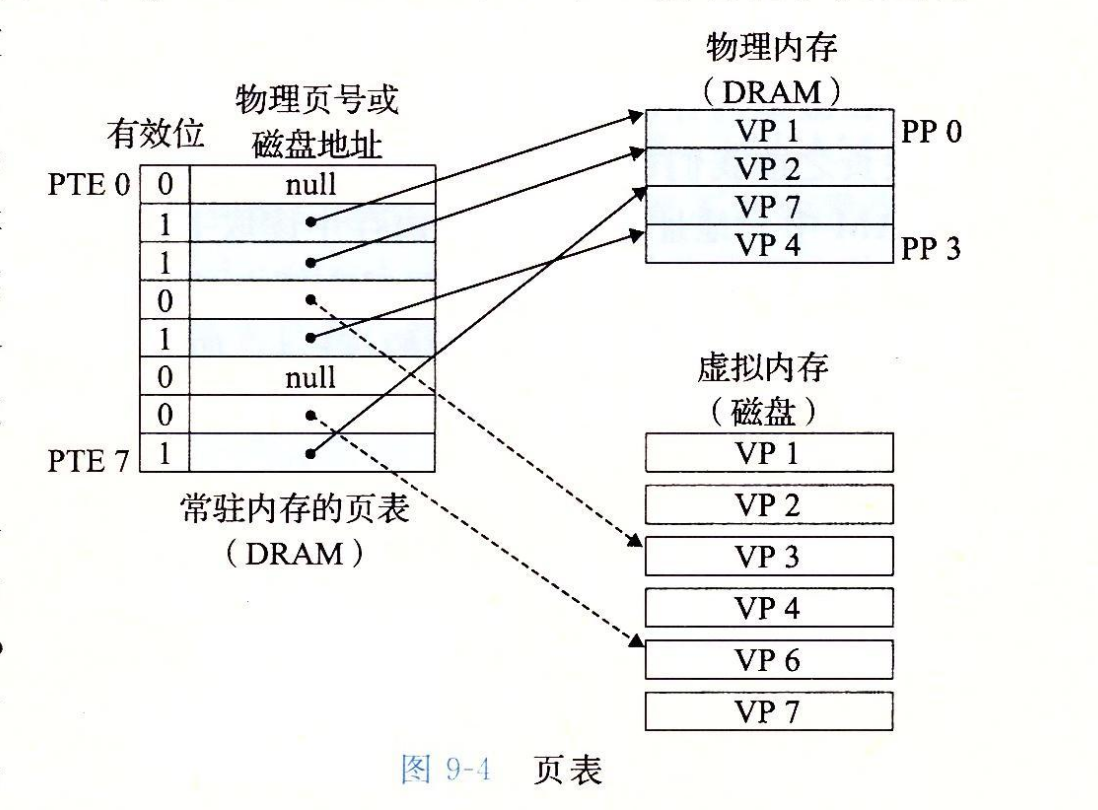 物理内存
（DRAM）
物理页号或
磁盘地址
有效位
VP 1 PP 0
VP 2
VP 7
VP 4 PP 3
PTE 0 0 null
1
1
0
1
0 null
0
PTE 7 1
常驻内存的页表
（DRAM）
虚拟内存
（磁盘）
VP 1
VP 2
VP 3
VP 4
VP 6
VP 7
图 9-4 页表